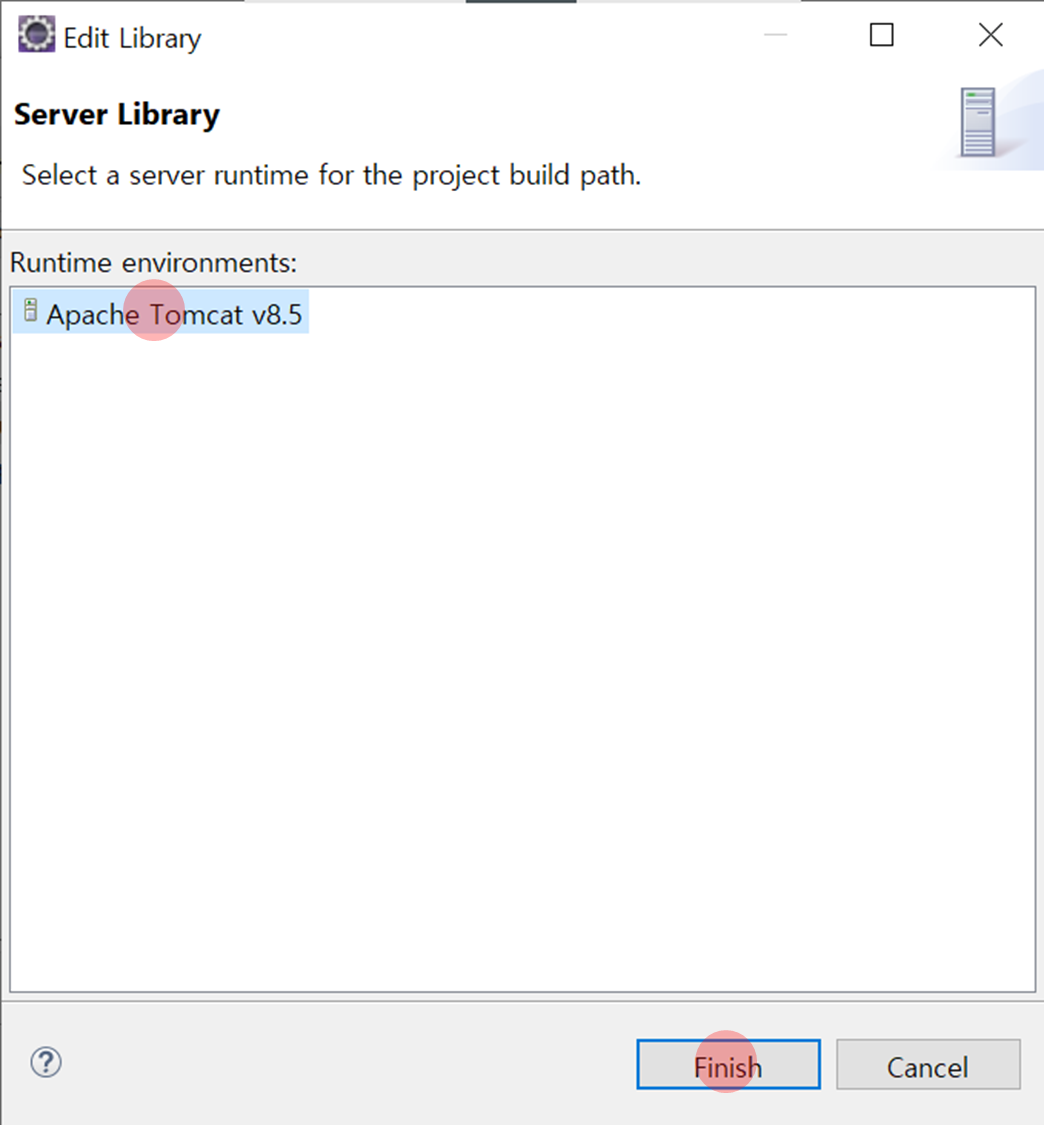 Edit Library
Server Library
Select a server runtime for the project build path.
Runtime environments:
Apache Tomcat v8.5
?
Finish
Cancel